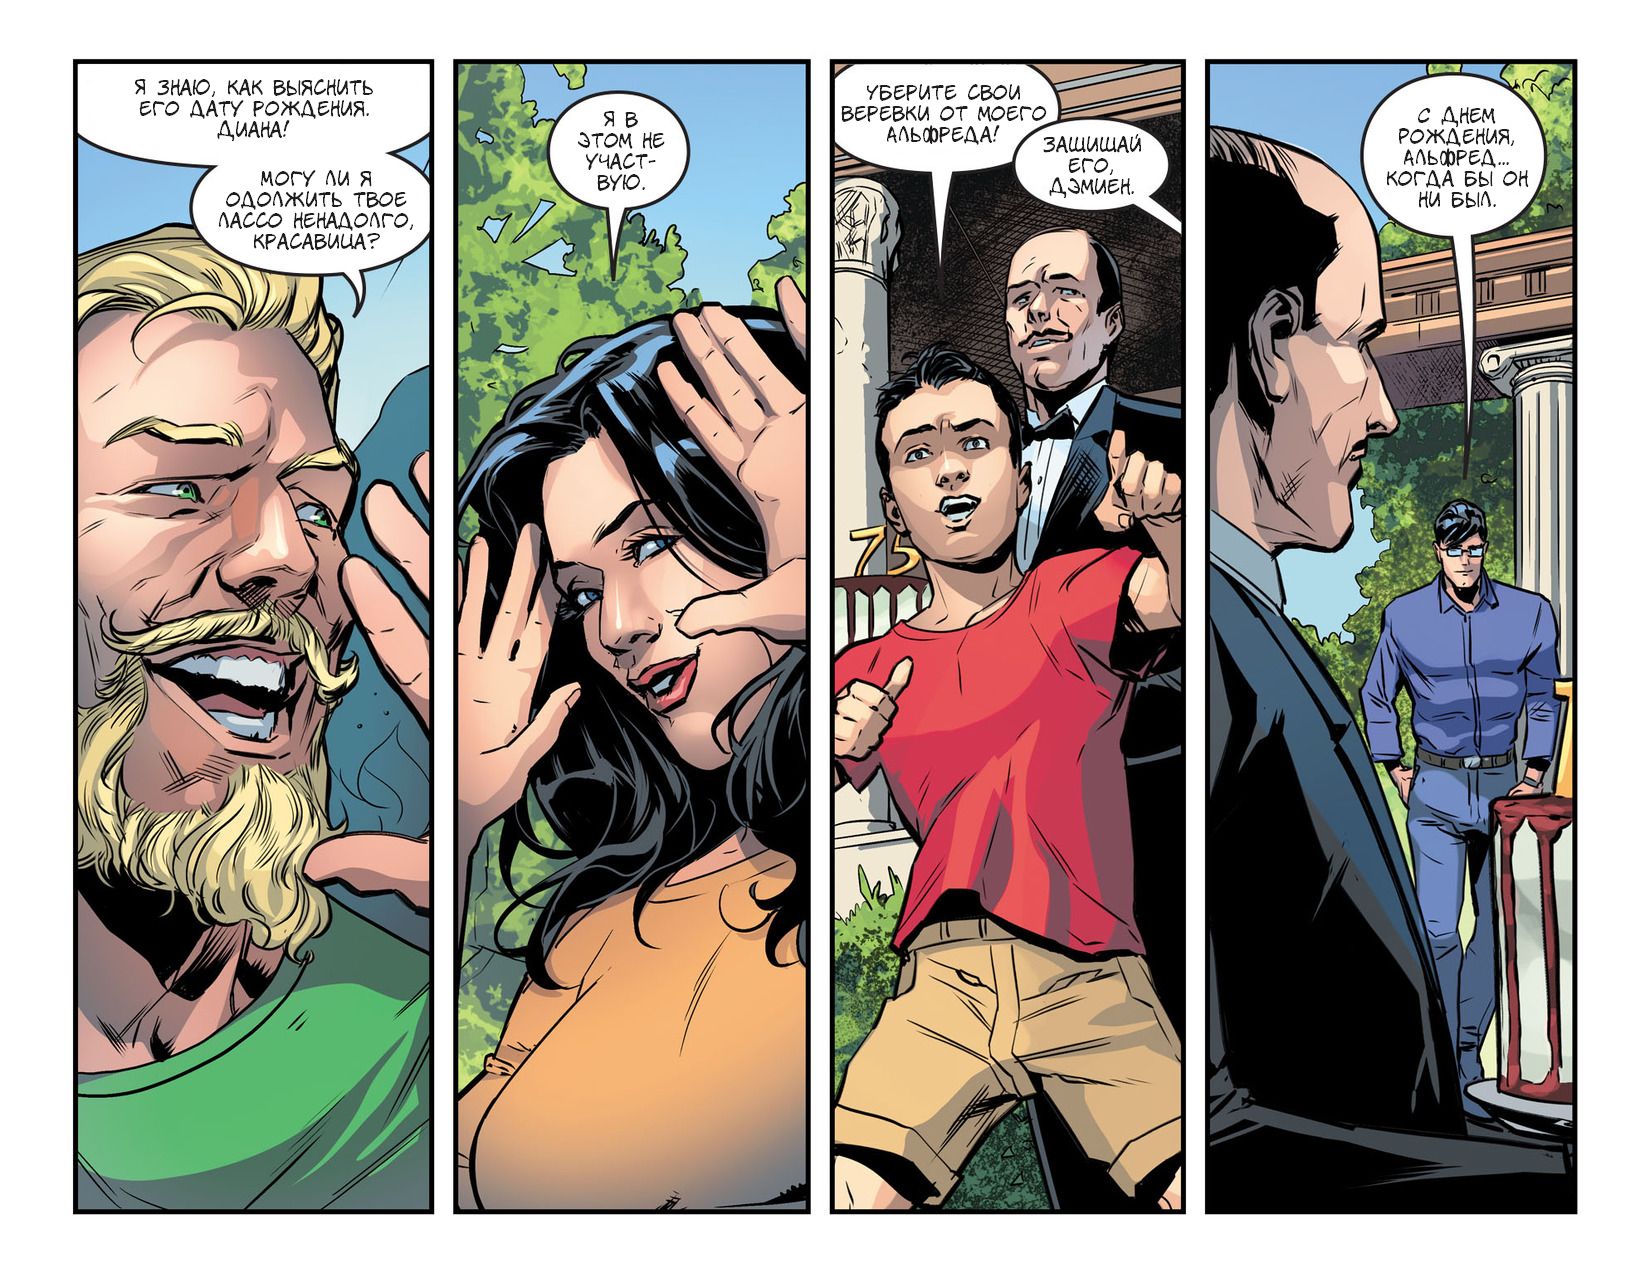 Я ЗНАЮ, КАК ВЫЯСНИТЬ
ЕГО ДАТУ РОЖДЕНИЯ.
ДИАНА!
МОГУ ЛИ Я
ОДОЛЖИТЬ ТВОЕ
ЛАССО НЕНАДОЛГО,
КРАСАВИЦА?
Я В
ЭТОМ НЕ
УЧАСТ-
ВУЮ.
УБЕРИТЕ СВОИ
ВЕРЕВКИ ОТ МОЕГО
АЛЬФРЕДА!
ЗАЩИЩАЙ
ЕГО,
ДЭМИЕН.
75
С ДНЕМ
РОЖДЕНИЯ,
АЛЬФРЕД...
КОГДА БЫ ОН
НИ БЫЛ.